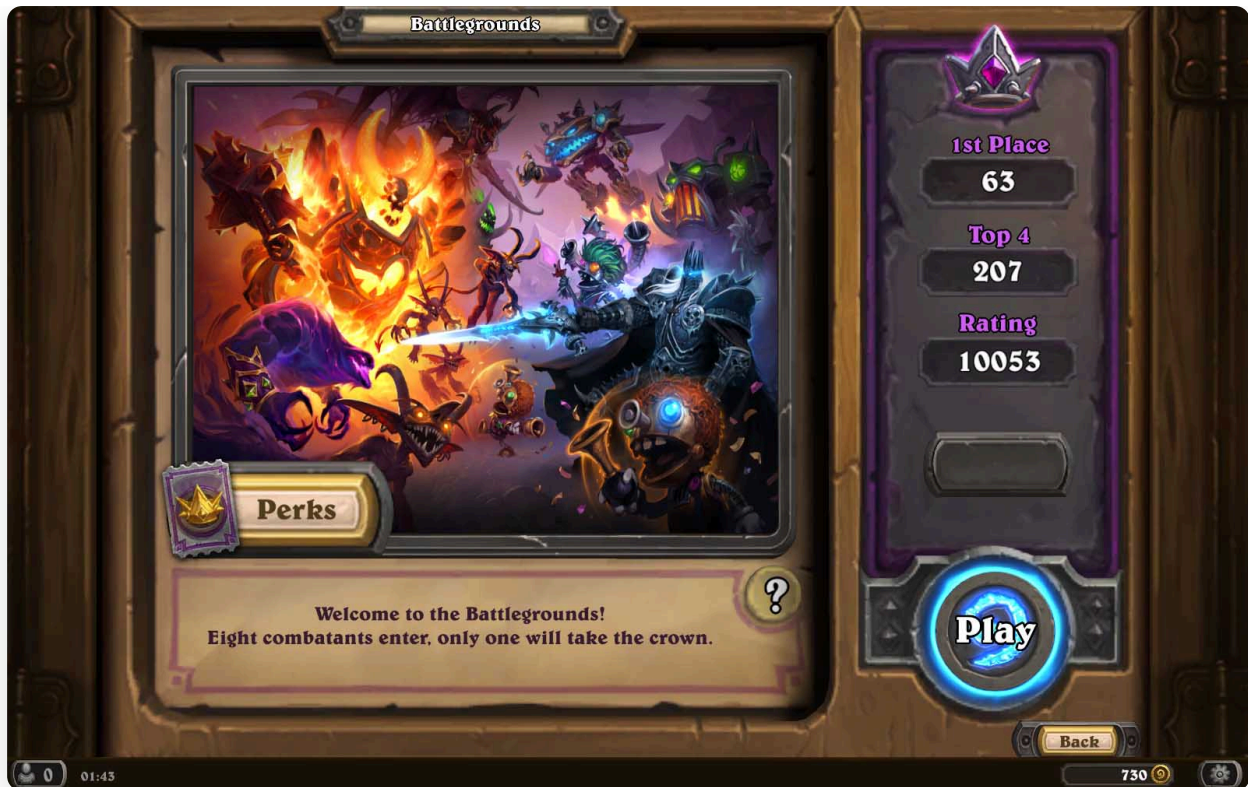 Battlegrounds
1st Place
63
Top 4
207
Rating
10053
Perks
?
Welcome to the Battlegrounds!
Eight combatants enter, only one will take the crown.
Play
Back
0
01:43
730